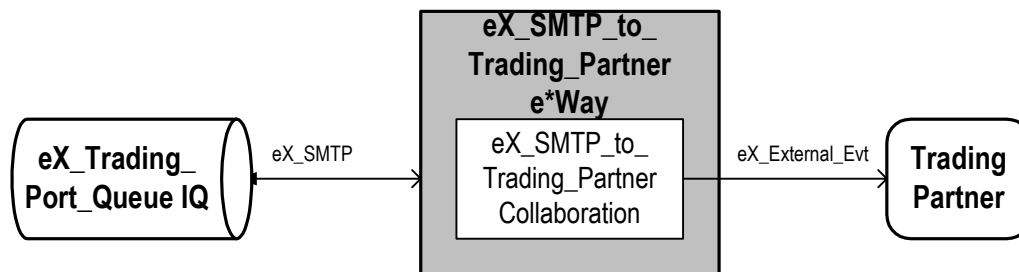 eX_SMTP_to_
Trading_Partner
e*Way
eX_Trading_
Port_Queue IQ
eX_SMTP
eX_SMTP_to_
Trading_Partner
Collaboration
eX_External_Evt
Trading
Partner